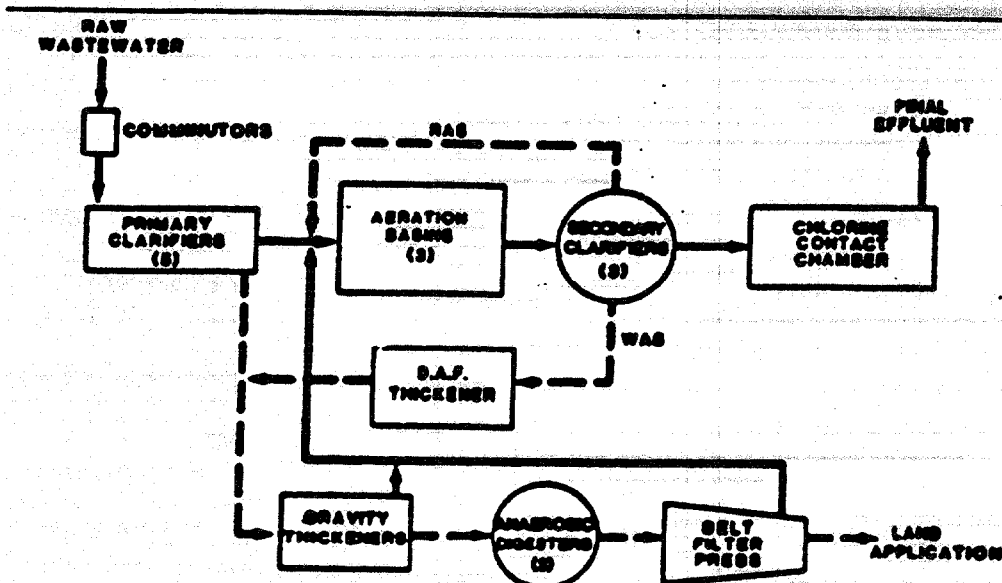 RAW
WASTEWATER
COMMINUTORS
RAS
FINAL
EFFLUENT
PRIMARY
CLARIFIERS
(5)
AERATION
BASINS
(3)
SECONDARY
CLARIFIERS
(3)
CHLORINE
CONTACT
CHAMBER
WAS
D.A.F.
THICKENER
GRAVITY
THICKENERS
ANAEROBIC
DIGESTERS
BELT
FILTER
PRESS
LAND
APPLICATION